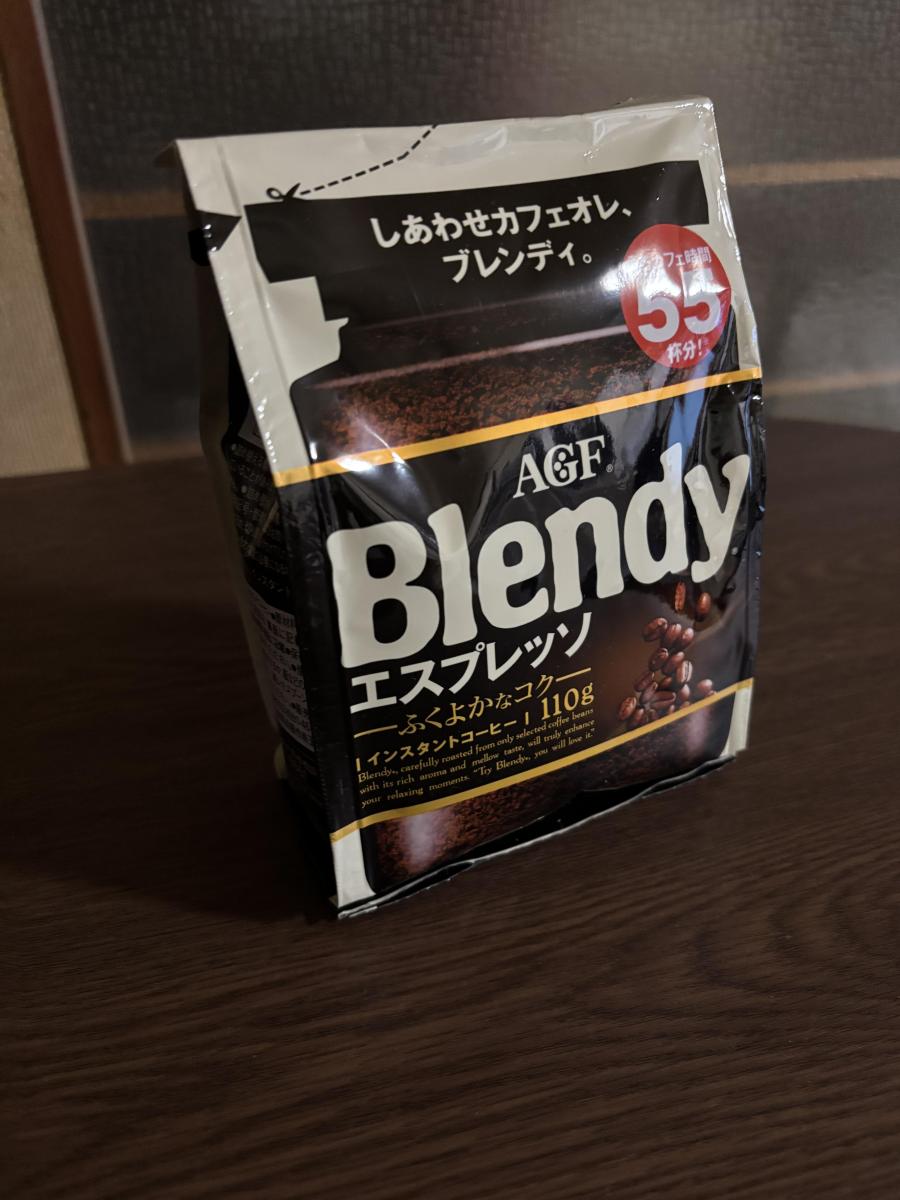 しあわせカフェオレ、
ブレンディ。
カフェ時間
55
杯分!
AGF®
Blendy
エスプレッソ
ふくよかなコク
インスタントコーヒー 110g
Blendy®, carefully roasted from only selected coffee beans
with its rich aroma and mellow taste, will truly enhance
your relaxing moments. "Try Blendy®, you will love it."